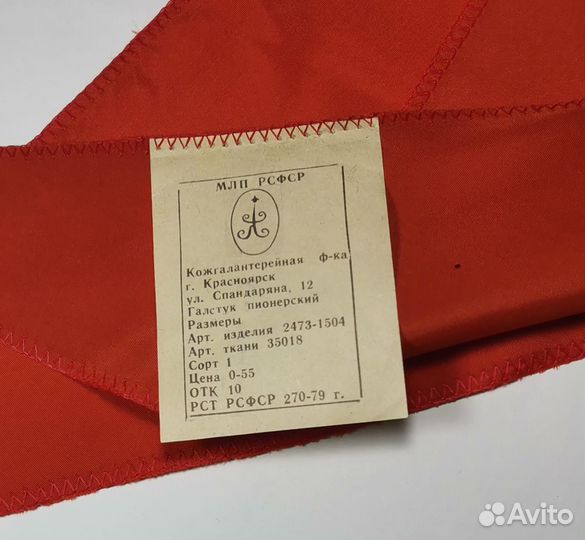 МЛП РСФСР
Кожгалантерейная ф-ка
г. Красноярск
ул. Спандаряна, 12
Галстук пионерский
Размеры
Арт. изделия 2473-1504
Арт. ткани 35018
Сорт 1
Цена 0-55
ОТК 10
РСТ РСФСР 270-79 г.
Avito